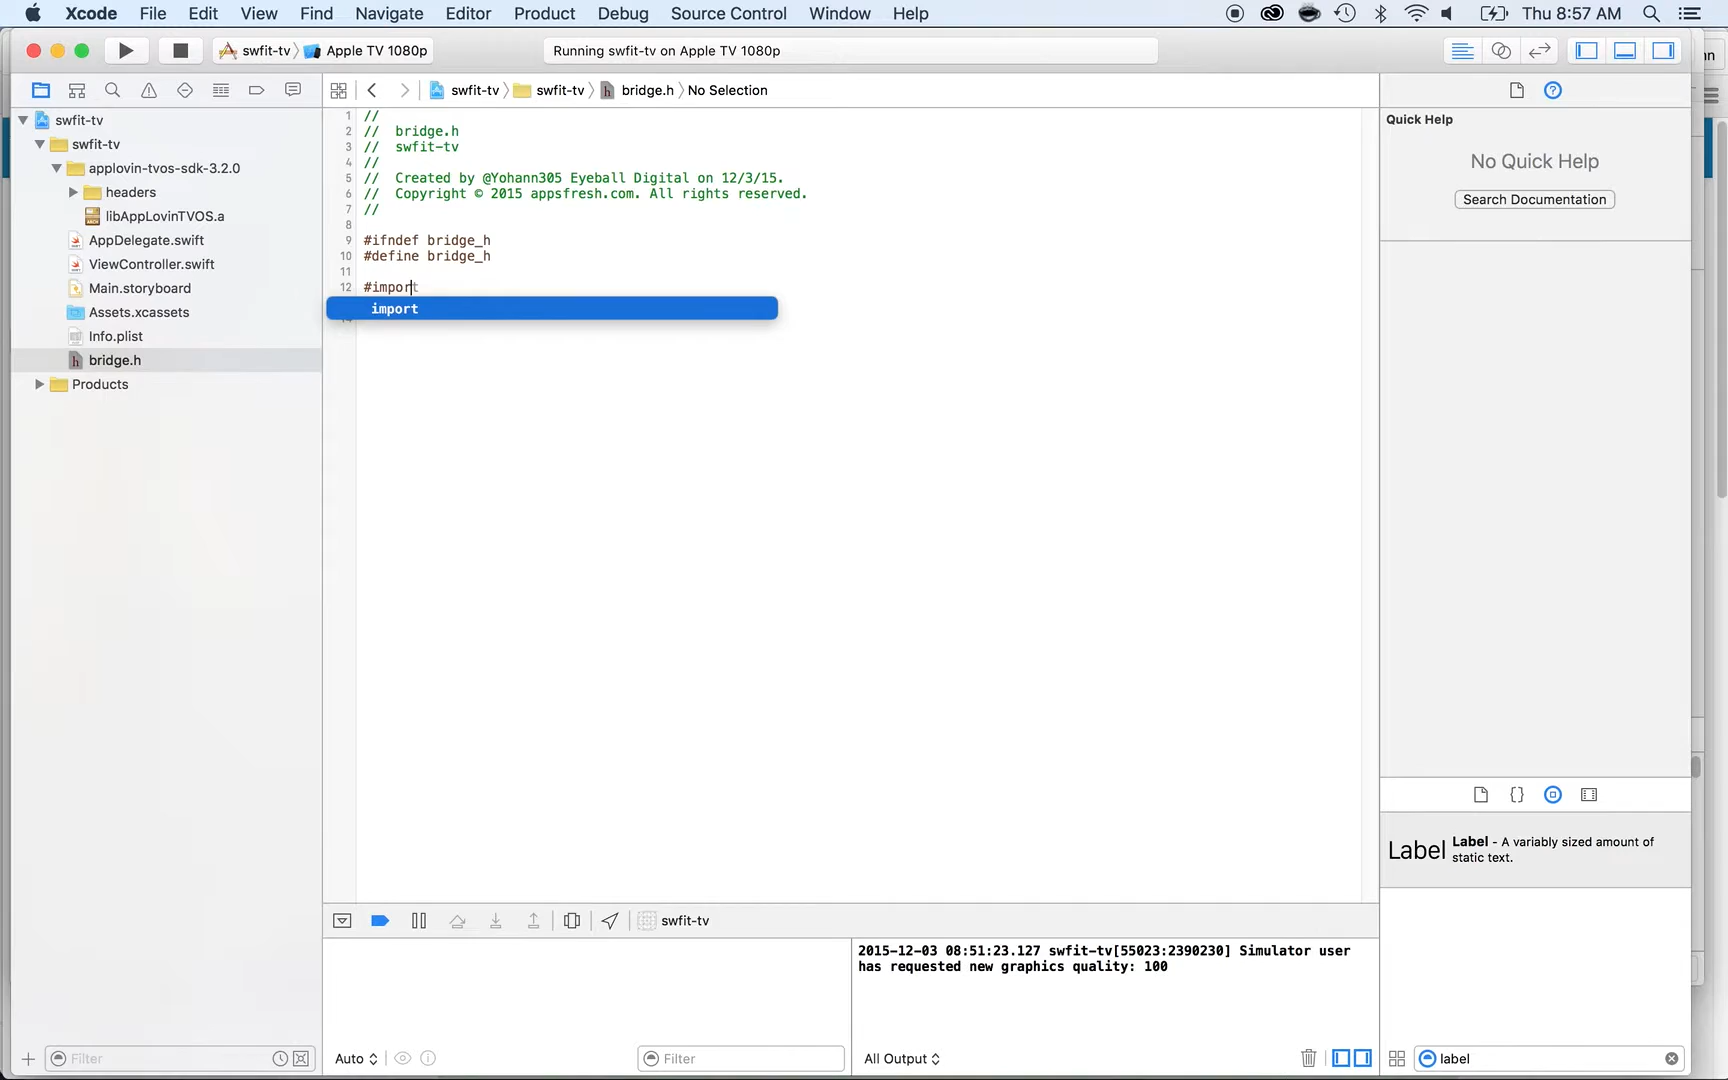 Xcode File Edit View Find Navigate Editor Product Debug Source Control Window Help Thu 8:57 AM
swfit-tv Apple TV 1080p Running swfit-tv on Apple TV 1080p
swfit-tv swfit-tv h bridge.h No Selection
Quick Help
No Quick Help
Search Documentation
swfit-tv
swfit-tv
applovin-tvos-sdk-3.2.0
headers
libAppLovinTVOS.a
AppDelegate.swift
ViewController.swift
Main.storyboard
Assets.xcassets
Info.plist
h bridge.h
Products
1 //
2 // bridge.h
3 // swfit-tv
4 //
5 // Created by @Yohann305 Eyeball Digital on 12/3/15.
6 // Copyright © 2015 appsfresh.com. All rights reserved.
7 //
8
9 #ifndef bridge_h
10 #define bridge_h
11
12 #import
import
Label Label - A variably sized amount of
static text.
swfit-tv
2015-12-03 08:51:23.127 swfit-tv[55023:2390230] Simulator user
has requested new graphics quality: 100
Filter
Auto
Filter
All Output
label